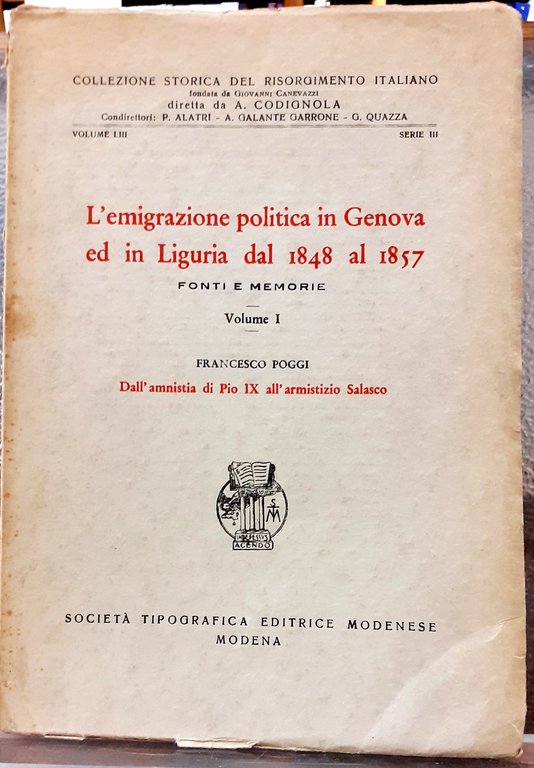 COLLEZIONE STORICA DEL RISORGIMENTO ITALIANO
fondata da GIOVANNI CANEVAZZI
diretta da A. CODIGNOLA
Condirettori: P. ALATRI - A. GALANTE GARRONE - G. QUAZZA
VOLUME LIII SERIE III
L'emigrazione politica in Genova
ed in Liguria dal 1848 al 1857
FONTI E MEMORIE
Volume I
FRANCESCO POGGI
Dall'amnistia di Pio IX all'armistizio Salasco
S
T
M
AGENDO
SOCIETÀ TIPOGRAFICA EDITRICE MODENESE
MODENA